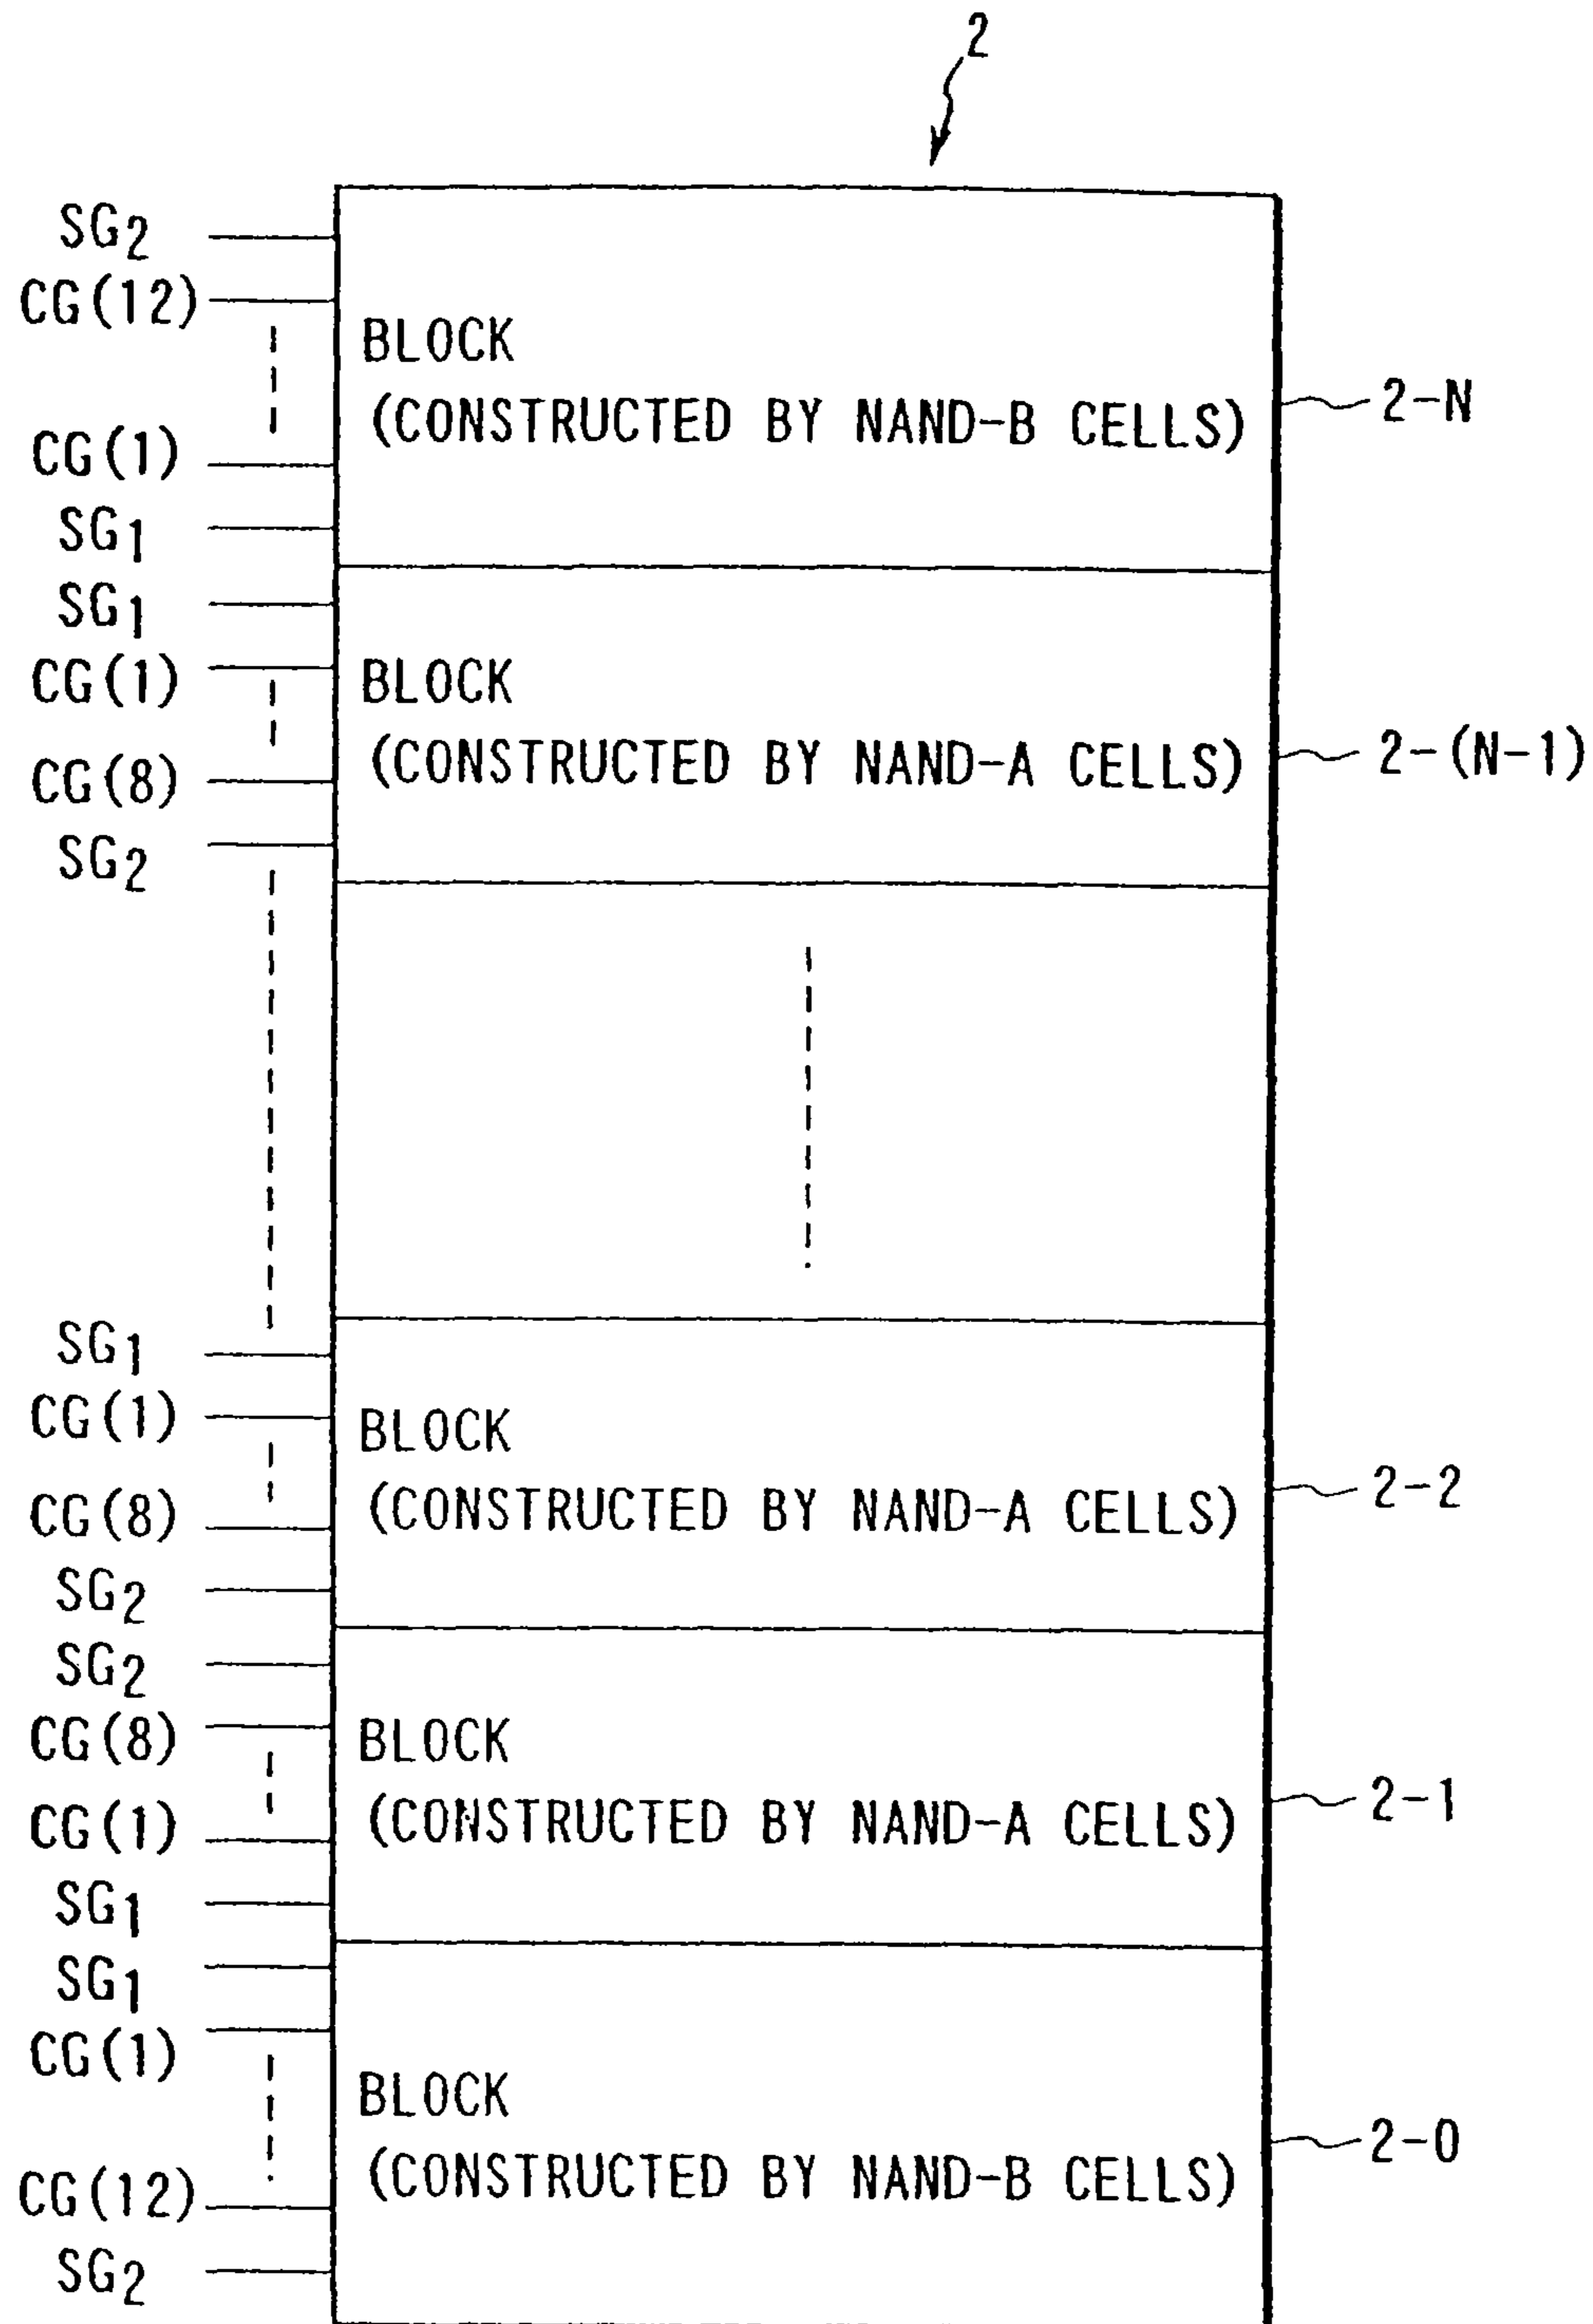 2
SG2
CG(12)
BLOCK
(CONSTRUCTED BY NAND-B CELLS)
2-N
CG(1)
SG1
SG1
CG(1)
BLOCK
(CONSTRUCTED BY NAND-A CELLS)
2-(N-1)
CG(8)
SG2
SG1
CG(1)
BLOCK
(CONSTRUCTED BY NAND-A CELLS)
2-2
CG(8)
SG2
SG2
CG(8)
BLOCK
(CONSTRUCTED BY NAND-A CELLS)
2-1
CG(1)
SG1
SG1
CG(1)
BLOCK
(CONSTRUCTED BY NAND-B CELLS)
2-0
CG(12)
SG2